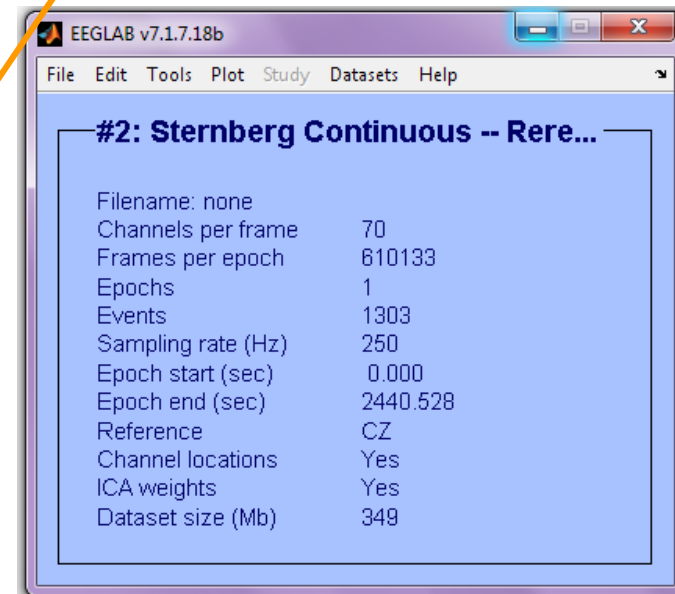 EEGLAB v7.1.7.18b
File Edit Tools Plot Study Datasets Help
#2: Sternberg Continuous -- Rere...
Filename: none
Channels per frame 70
Frames per epoch 610133
Epochs 1
Events 1303
Sampling rate (Hz) 250
Epoch start (sec) 0.000
Epoch end (sec) 2440.528
Reference CZ
Channel locations Yes
ICA weights Yes
Dataset size (Mb) 349